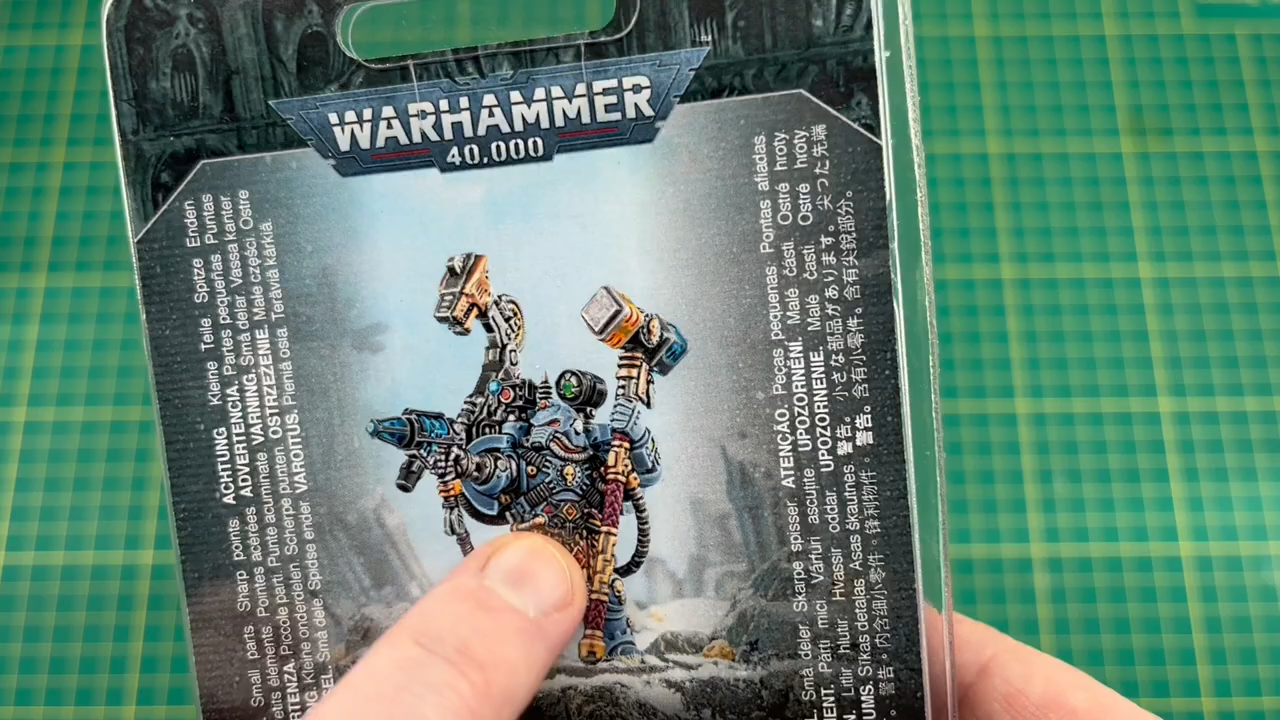 WARHAMMER
40,000
Small parts. Sharp points. ACHTUNG Kleine Teile. Spitze Enden.
éléments. Pointes acérées ADVERTENCIA. Partes pequeñas. Puntas
Piccole parti. Punte acuminate. VARNING. Små delar. Vassa kanter.
Kleine onderdelen. Scherpe punten. OSTRZEŻENIE. Małe części. Ostre
Små dele. Spidse ender. VAROITUS. Pieniä osia. Teräviä kärkiä.
Små deler. Skarpe spisser. ATENÇÃO. Peças pequenas. Pontas afiadas.
Părți mici. Vârfuri ascuțite. UPOZORNĚNÍ. Malé části. Ostré hroty.
Litlir hlutir. Hvassir oddar. UPOZORNENIE. Malé časti. Ostré hroty.
Sīkas detaļas. Asas šķautnes. 警告。小さな部品があります。尖った先端
警告。内含细小零件。锋利物件。警告。含有小零件。含有尖銳部分。